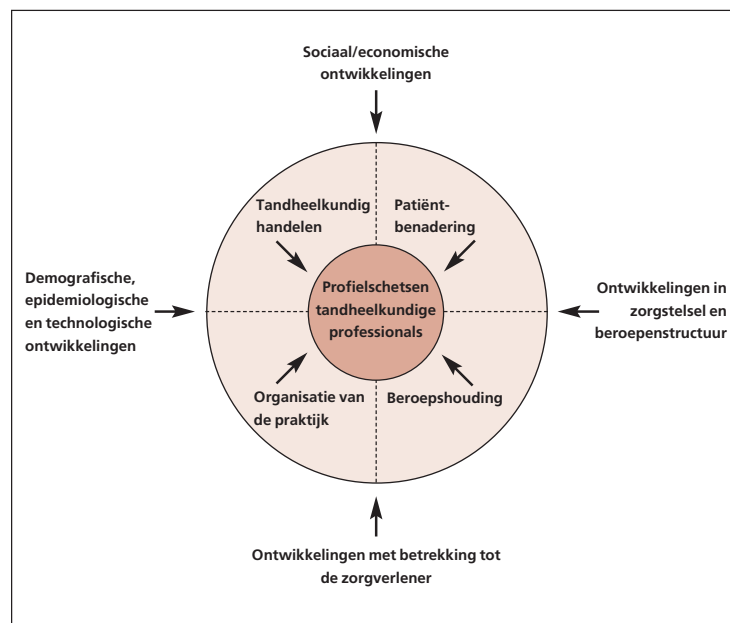 Sociaal/economische
ontwikkelingen
Tandheelkundig
handelen
Patiënt-
benadering
Demografische,
epidemiologische
en technologische
ontwikkelingen
Profielschetsen
tandheelkundige
professionals
Ontwikkelingen in
zorgstelsel en
beroepenstructuur
Organisatie van
de praktijk
Beroepshouding
Ontwikkelingen met betrekking tot
de zorgverlener